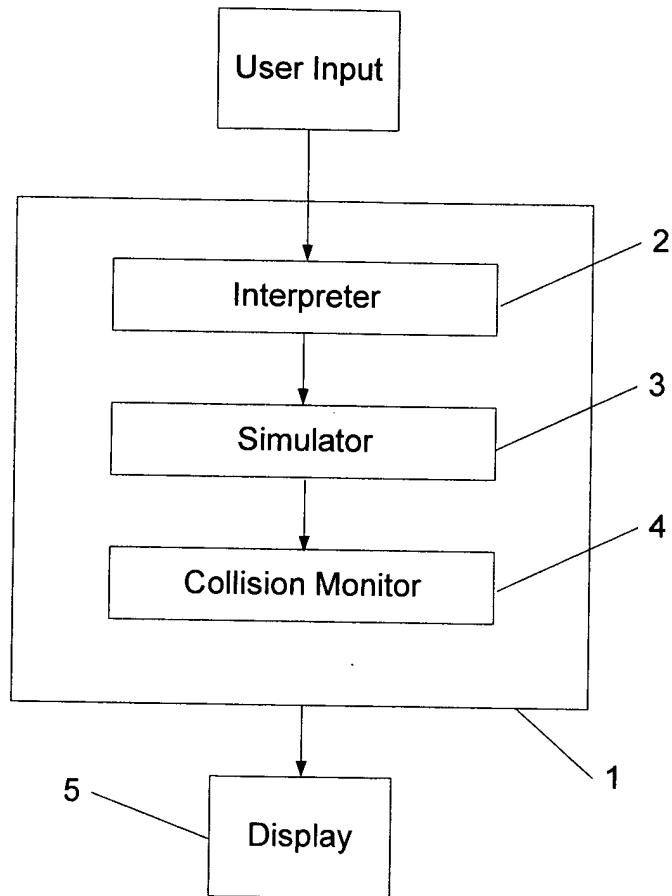 User Input
Interpreter
2
Simulator
3
Collision Monitor
4
1
5
Display